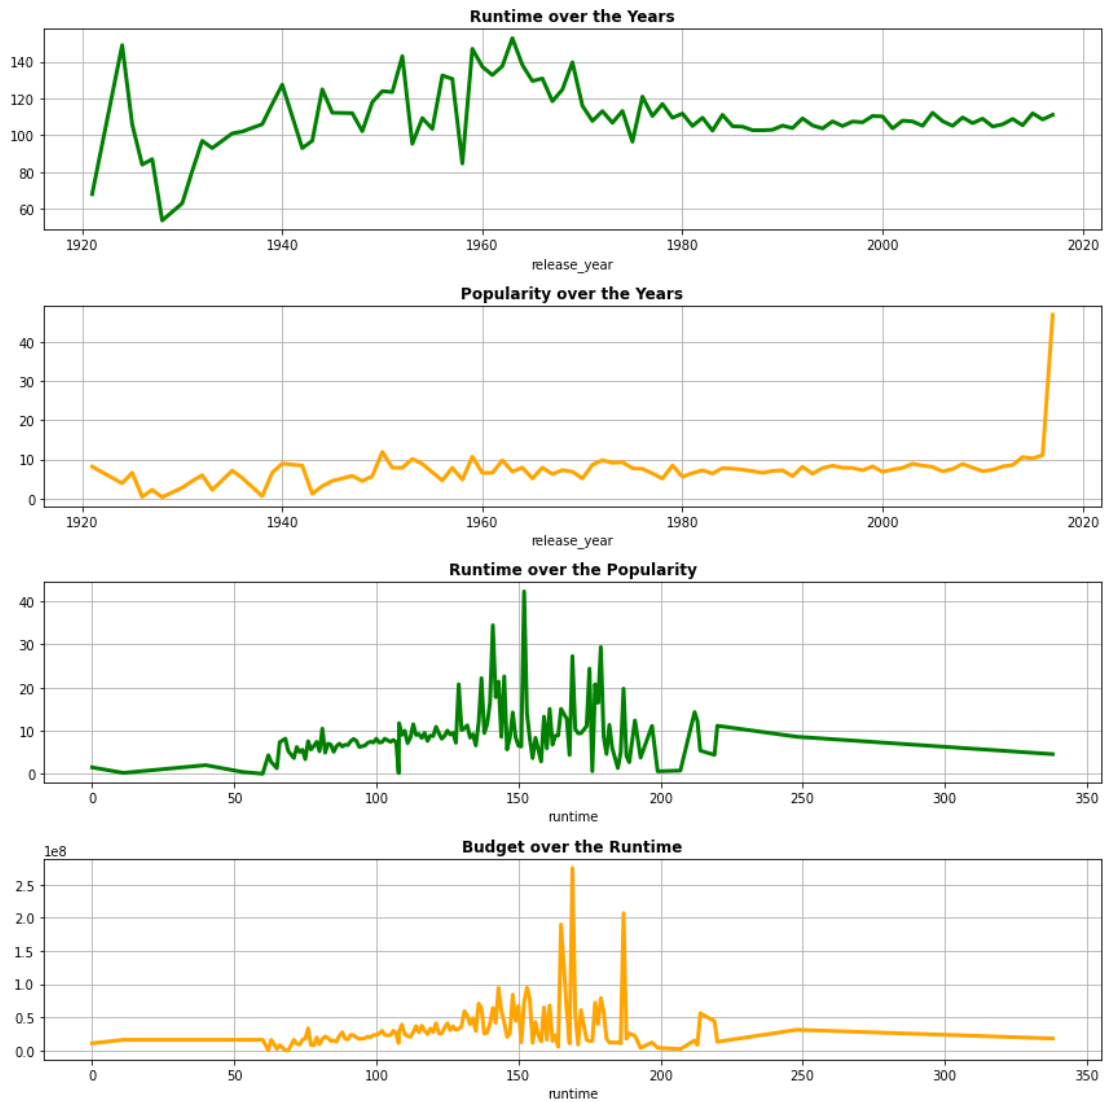 Runtime over the Years
140
120
100
80
60
1920 1940 1960 1980 2000 2020
release_year
Popularity over the Years
40
30
20
10
0
1920 1940 1960 1980 2000 2020
release_year
Runtime over the Popularity
40
30
20
10
0
0 50 100 150 200 250 300 350
runtime
Budget over the Runtime
1e8
2.5
2.0
1.5
1.0
0.5
0.0
0 50 100 150 200 250 300 350
runtime